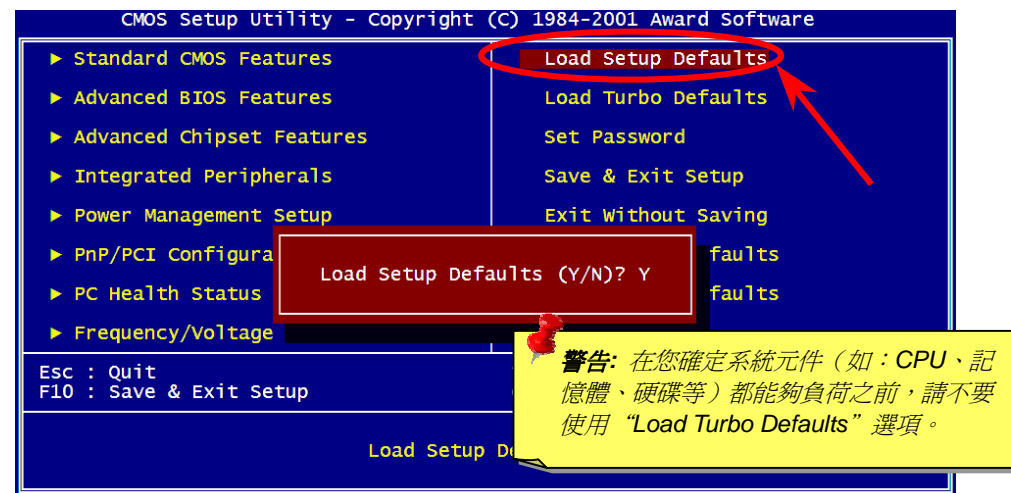 CMOS Setup Utility - Copyright (C) 1984-2001 Award Software
► Standard CMOS Features
► Advanced BIOS Features
► Advanced Chipset Features
► Integrated Peripherals
► Power Management Setup
► PnP/PCI Configura
► PC Health Status
► Frequency/Voltage
Load Setup Defaults
Load Turbo Defaults
Set Password
Save & Exit Setup
Exit Without Saving
faults
faults
Load Setup Defaults (Y/N)? Y
Esc : Quit
F10 : Save & Exit Setup
Load Setup D
警告: 在您確定系統元件（如：CPU、記
憶體、硬碟等）都能夠負荷之前，請不要
使用 “Load Turbo Defaults” 選項。